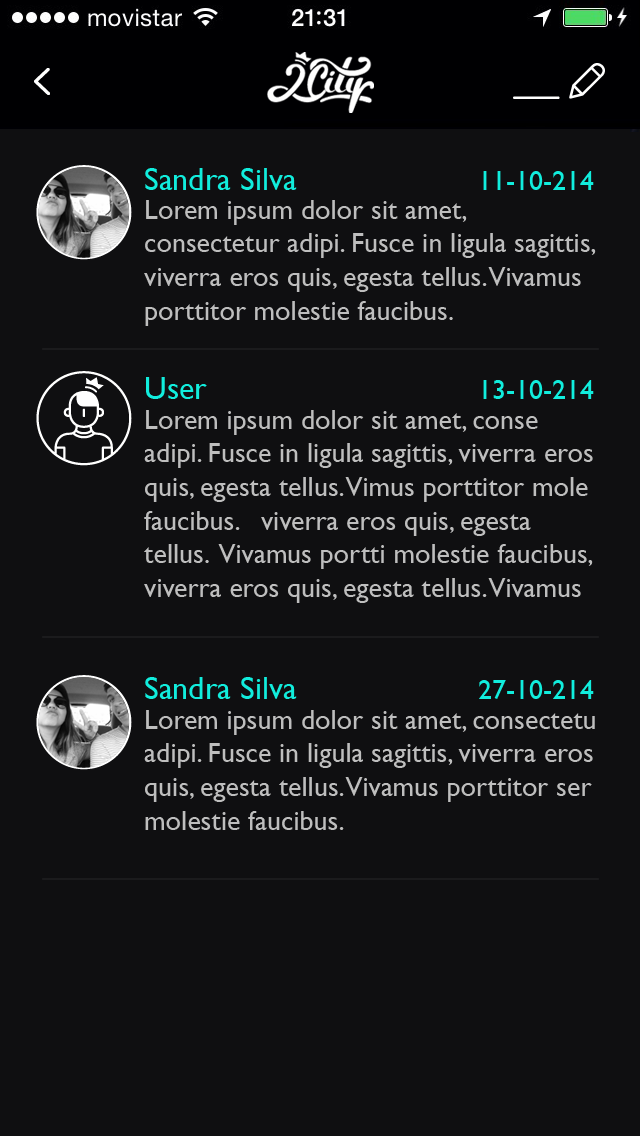 movistar 21:31
2City
Sandra Silva 11-10-214
Lorem ipsum dolor sit amet,
consectetur adipi. Fusce in ligula sagittis,
viverra eros quis, egesta tellus. Vivamus
porttitor molestie faucibus.
User 13-10-214
Lorem ipsum dolor sit amet, conse
adipi. Fusce in ligula sagittis, viverra eros
quis, egesta tellus. Vimus porttitor mole
faucibus. viverra eros quis, egesta
tellus. Vivamus portti molestie faucibus,
viverra eros quis, egesta tellus. Vivamus
Sandra Silva 27-10-214
Lorem ipsum dolor sit amet, consectetu
adipi. Fusce in ligula sagittis, viverra eros
quis, egesta tellus. Vivamus porttitor ser
molestie faucibus.